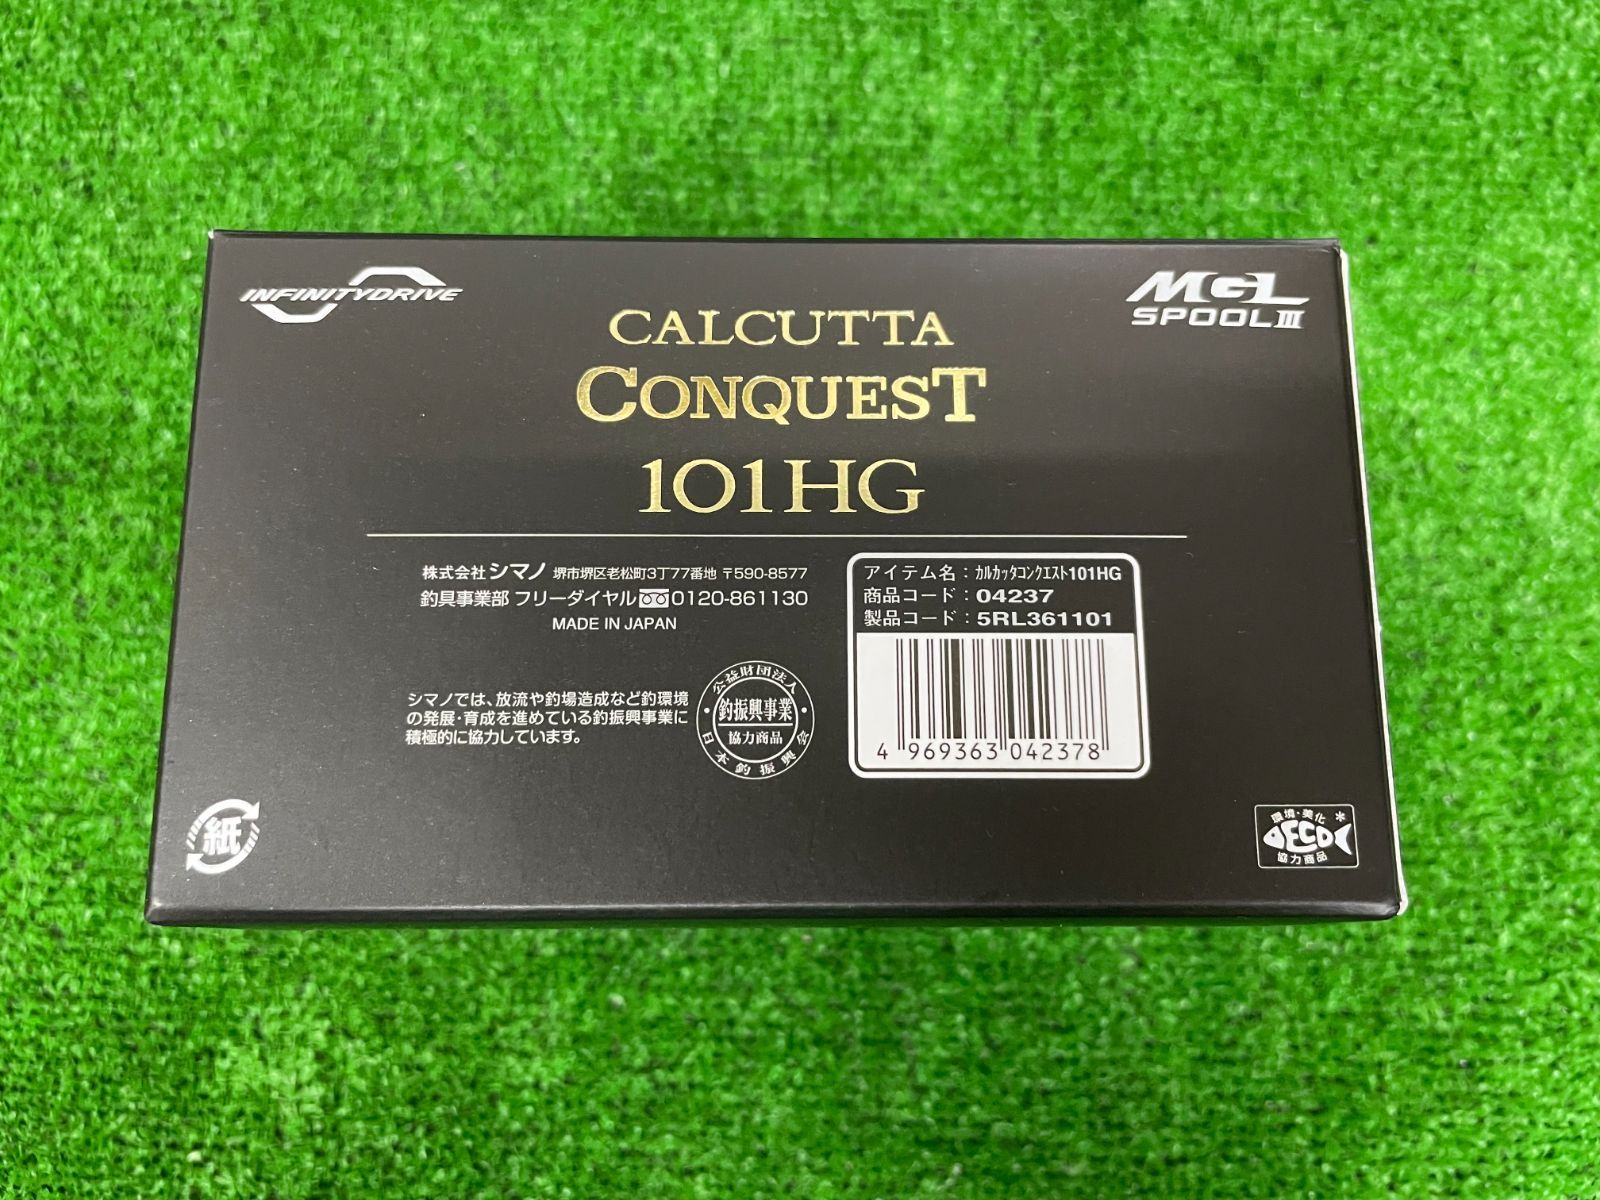 INFINITYDRIVE
MGL
SPOOL III
CALCUTTA
CONQUEST
101HG
株式会社シマノ 堺市堺区老松町3丁77番地 〒590-8577
釣具事業部 フリーダイヤル 0120-861130
MADE IN JAPAN
アイテム名：ｶﾙｶｯﾀｺﾝｸｴｽﾄ101HG
商品コード：04237
製品コード：5RL361101
4 969363 042378
シマノでは、放流や釣場造成など釣環境
の発展・育成を進めている釣振興事業に
積極的に協力しています。
公益財団法人
釣振興事業
協力商品
日本釣振興会
紙
環境・美化
ECO
協力商品